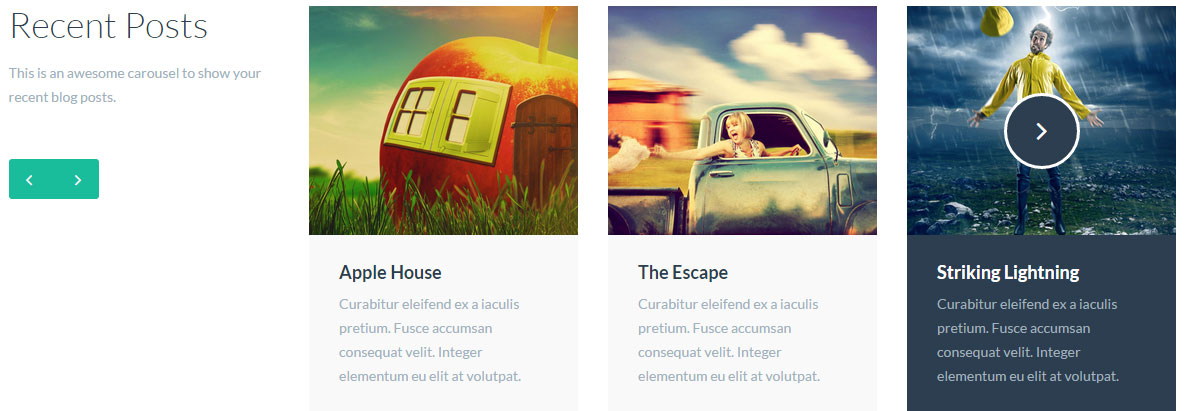 Recent Posts
This is an awesome carousel to show your
recent blog posts.
Apple House
Curabitur eleifend ex a iaculis
pretium. Fusce accumsan
consequat velit. Integer
elementum eu elit at volutpat.
The Escape
Curabitur eleifend ex a iaculis
pretium. Fusce accumsan
consequat velit. Integer
elementum eu elit at volutpat.
Striking Lightning
Curabitur eleifend ex a iaculis
pretium. Fusce accumsan
consequat velit. Integer
elementum eu elit at volutpat.